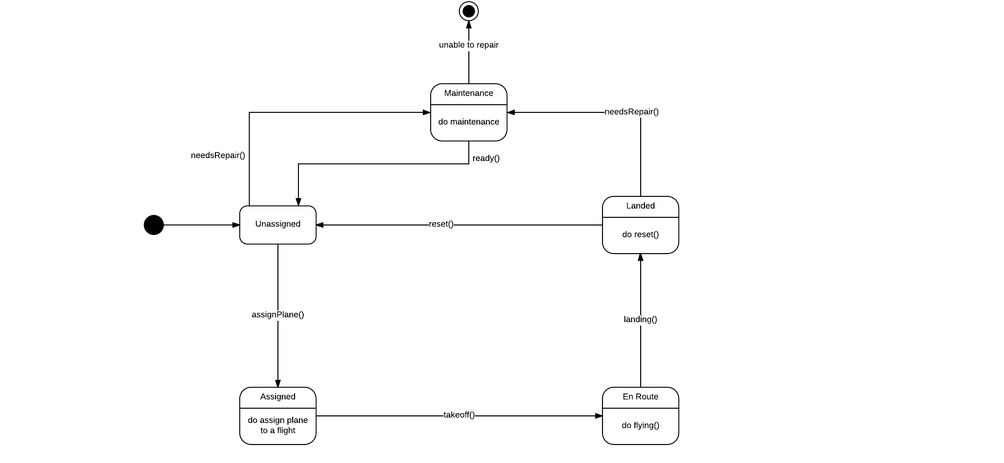 unable to repair
Maintenance
do maintenance
needsRepair()
needsRepair()
ready()
Landed
do reset()
Unassigned
reset()
assignPlane()
landing()
Assigned
do assign plane
to a flight
takeoff()
En Route
do flying()